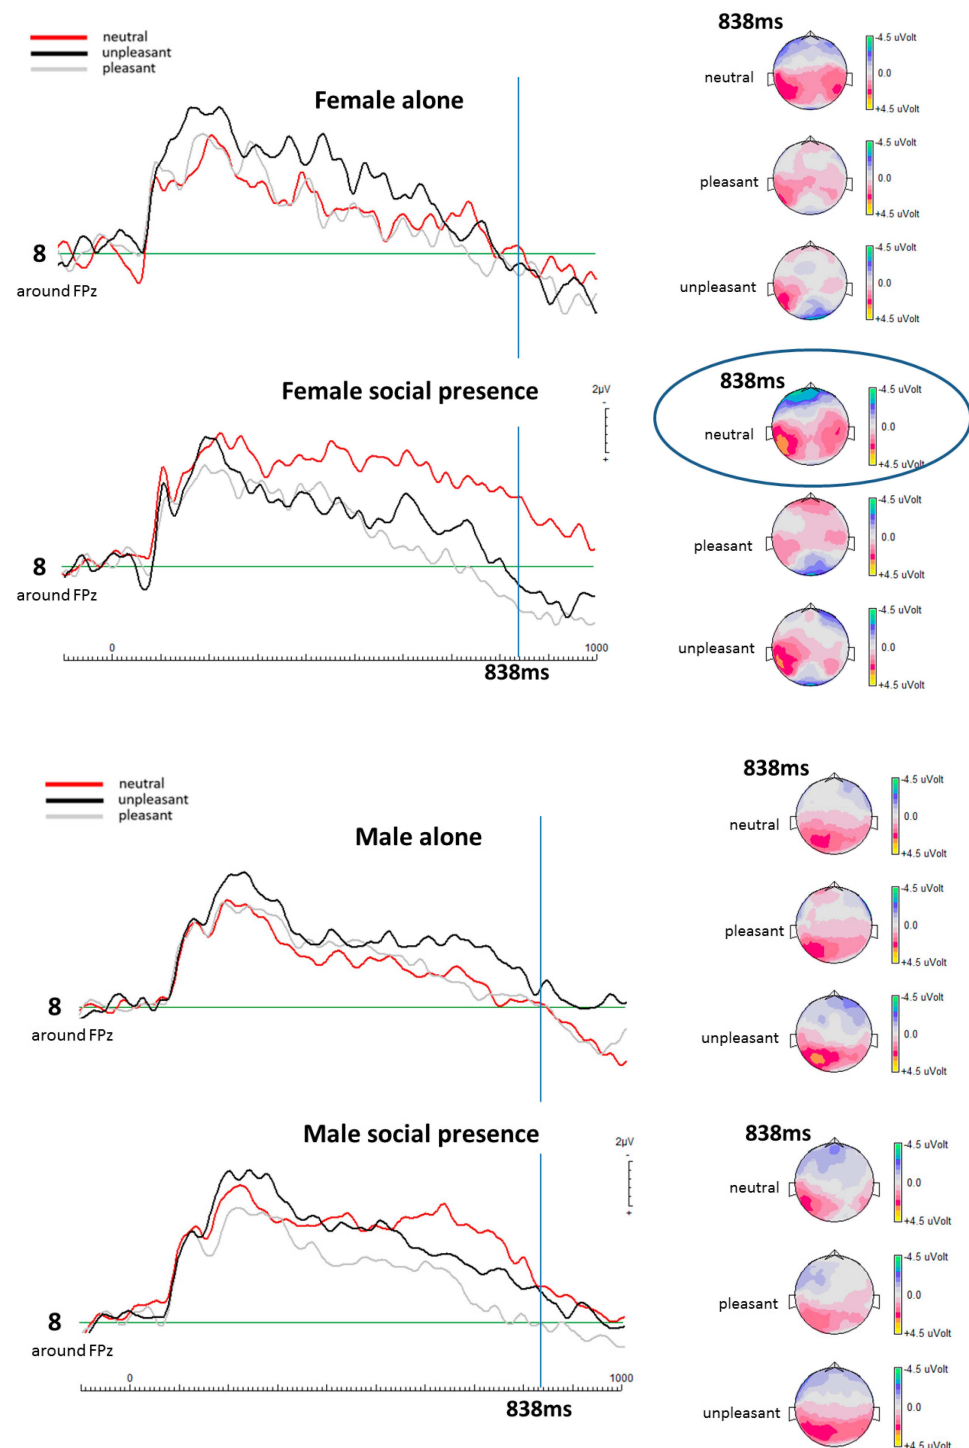 neutral
unpleasant
pleasant
Female alone
8
around FPz
838ms
neutral
-4.5 uVolt
0.0
+4.5 uVolt
pleasant
-4.5 uVolt
0.0
+4.5 uVolt
unpleasant
-4.5 uVolt
0.0
+4.5 uVolt
Female social presence
2µV
-
+
8
around FPz
0
1000
838ms
838ms
neutral
-4.5 uVolt
0.0
+4.5 uVolt
pleasant
-4.5 uVolt
0.0
+4.5 uVolt
unpleasant
-4.5 uVolt
0.0
+4.5 uVolt
neutral
unpleasant
pleasant
Male alone
8
around FPz
838ms
neutral
-4.5 uVolt
0.0
+4.5 uVolt
pleasant
-4.5 uVolt
0.0
+4.5 uVolt
unpleasant
-4.5 uVolt
0.0
+4.5 uVolt
Male social presence
2µV
-
+
8
around FPz
0
1000
838ms
838ms
neutral
-4.5 uVolt
0.0
+4.5 uVolt
pleasant
-4.5 uVolt
0.0
+4.5 uVolt
unpleasant
-4.5 uVolt
0.0
+4.5 uVolt